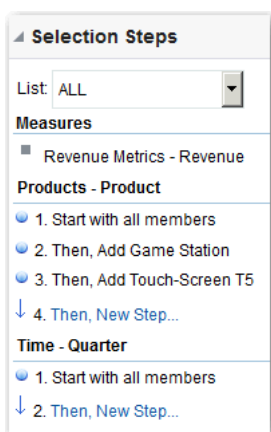 Selection Steps
List: ALL
Measures
Revenue Metrics - Revenue
Products - Product
1. Start with all members
2. Then, Add Game Station
3. Then, Add Touch-Screen T5
4. Then, New Step...
Time - Quarter
1. Start with all members
2. Then, New Step...